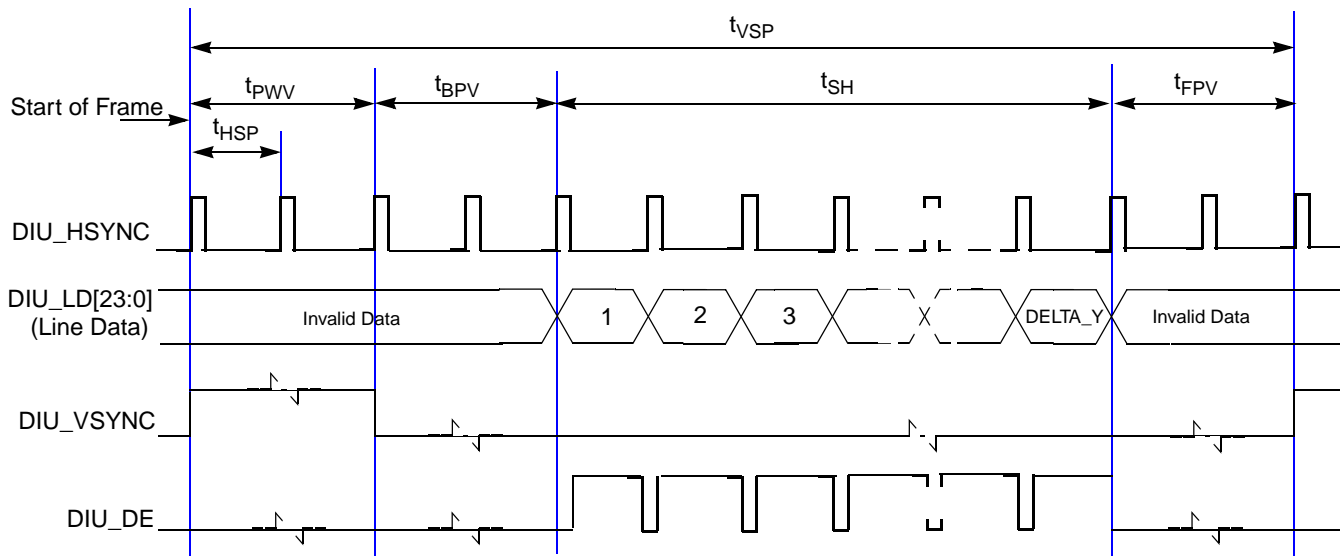 tVSP
tPWV tBPV tSH tFPV
Start of Frame
tHSP
DIU_HSYNC
DIU_LD[23:0]
(Line Data)
Invalid Data 1 2 3 DELTA_Y Invalid Data
DIU_VSYNC
DIU_DE